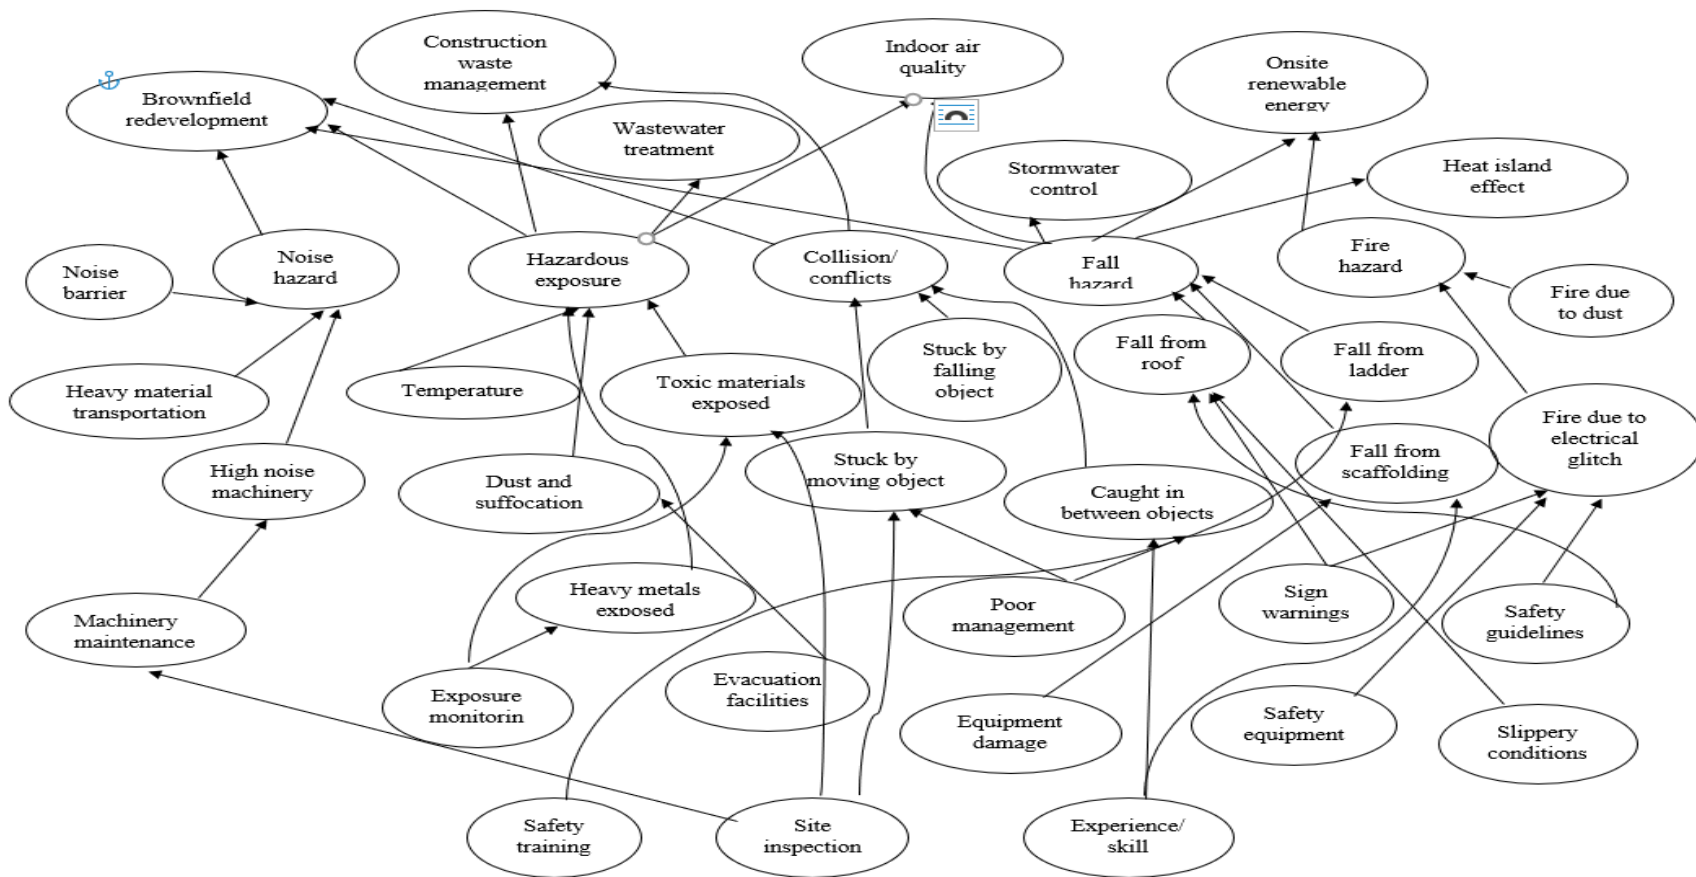 Construction
waste
management
Indoor air
quality
Onsite
renewable
energy
Brownfield
redevelopment
Wastewater
treatment
Stormwater
control
Heat island
effect
Noise
barrier
Noise
hazard
Hazardous
exposure
Collision/
conflicts
Fall
hazard
Fire
hazard
Fire due
to dust
Heavy material
transportation
Temperature
Toxic materials
exposed
Stuck by
falling
object
Fall from
roof
Fall from
ladder
High noise
machinery
Dust and
suffocation
Stuck by
moving object
Caught in
between objects
Fall from
scaffolding
Fire due to
electrical
glitch
Machinery
maintenance
Heavy metals
exposed
Poor
management
Sign
warnings
Safety
guidelines
Exposure
monitorin
Evacuation
facilities
Equipment
damage
Safety
equipment
Slippery
conditions
Safety
training
Site
inspection
Experience/
skill